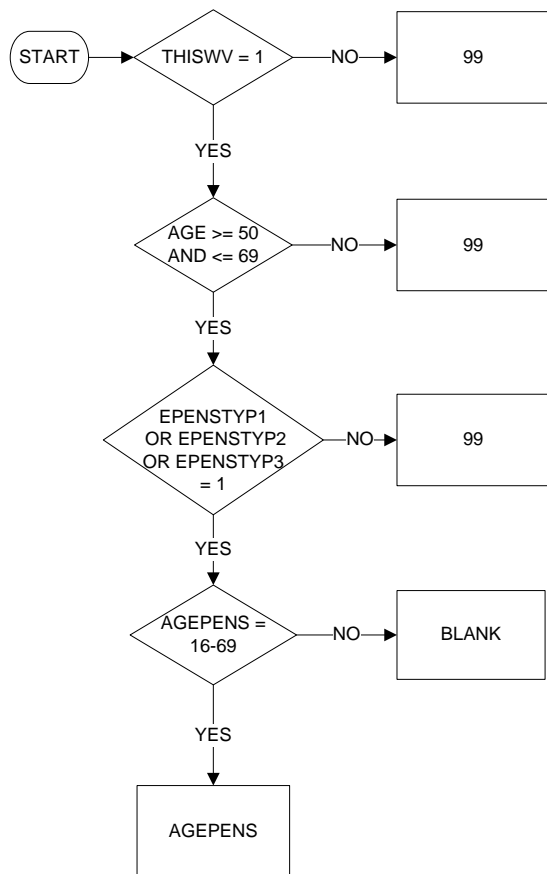 START
THISWV = 1
NO
99
YES
AGE >= 50
AND <= 69
NO
99
YES
EPENSTYP1
OR EPENSTYP2
OR EPENSTYP3
= 1
NO
99
YES
AGEPENS =
16-69
NO
BLANK
YES
AGEPENS